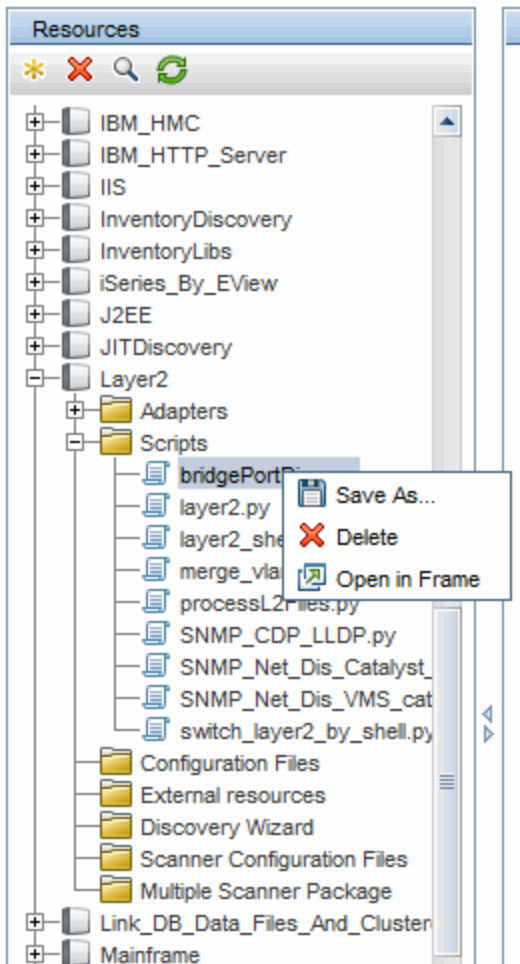 Resources
IBM_HMC
IBM_HTTP_Server
IIS
InventoryDiscovery
InventoryLibs
iSeries_By_EView
J2EE
JITDiscovery
Layer2
Adapters
Scripts
bridgePort
Save As...
layer2.py
layer2_she
Delete
merge_vla
Open in Frame
processL2Files.py
SNMP_CDP_LLDP.py
SNMP_Net_Dis_Catalyst_
SNMP_Net_Dis_VMS_cat
switch_layer2_by_shell.py
Configuration Files
External resources
Discovery Wizard
Scanner Configuration Files
Multiple Scanner Package
Link_DB_Data_Files_And_Cluster
Mainframe